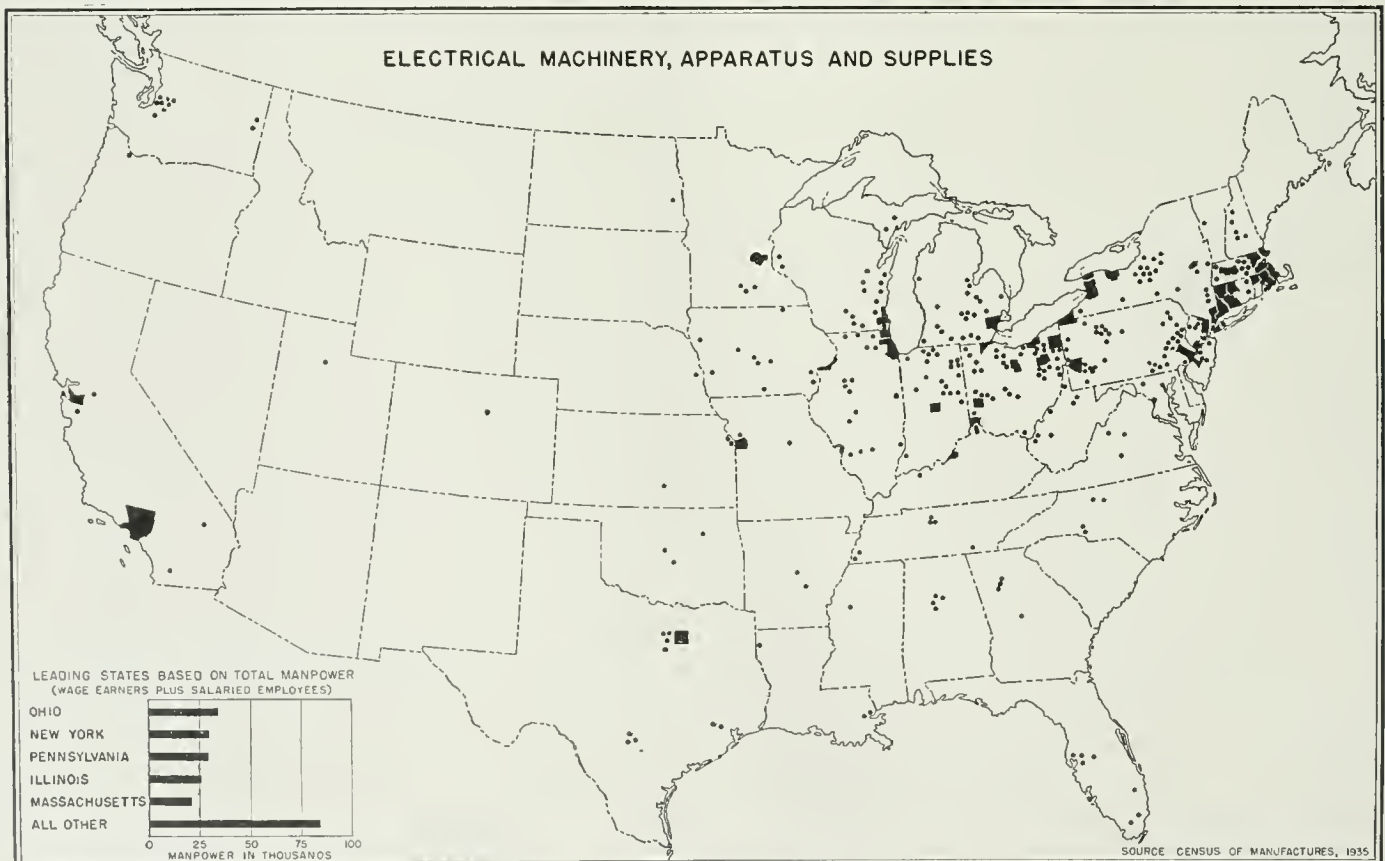 ELECTRICAL MACHINERY, APPARATUS AND SUPPLIES
LEADING STATES BASED ON TOTAL MANPOWER
(WAGE EARNERS PLUS SALARIED EMPLOYEES)
OHIO
NEW YORK
PENNSYLVANIA
ILLINOIS
MASSACHUSETTS
ALL OTHER
0 25 50 75 100
MANPOWER IN THOUSANDS
SOURCE CENSUS OF MANUFACTURES, 1935